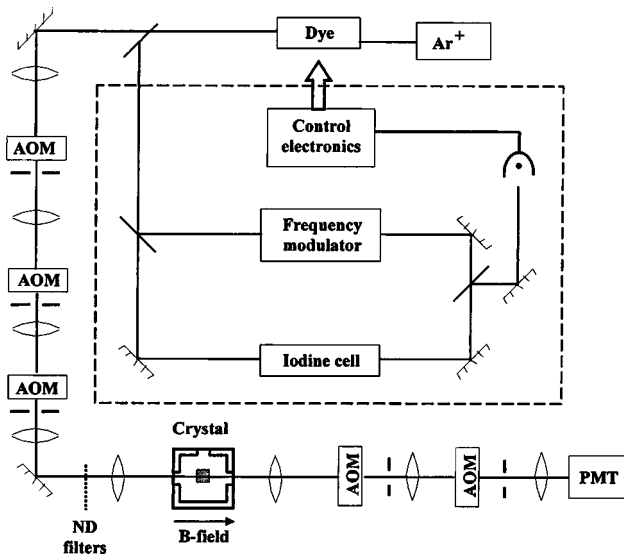 Dye
Ar+
Control
electronics
AOM
Frequency
modulator
AOM
Iodine cell
AOM
Crystal
AOM
AOM
PMT
ND
filters
B-field